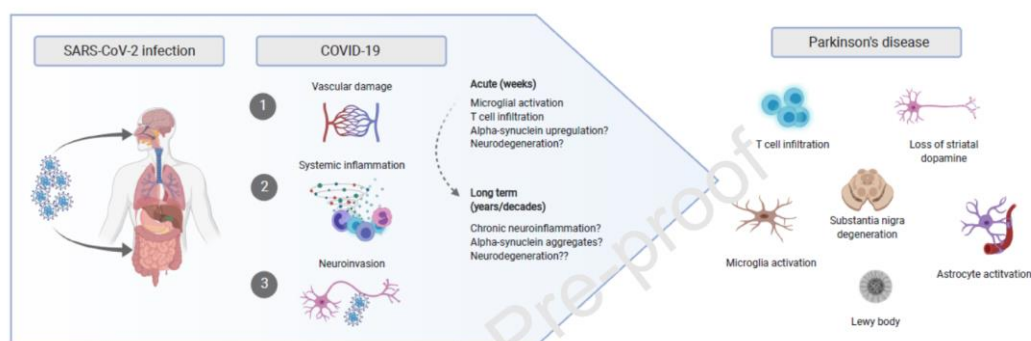 SARS-CoV-2 infection
COVID-19
1
Vascular damage
2
Systemic inflammation
3
Neuroinvasion
Acute (weeks)
Microglial activation
T cell infiltration
Alpha-synuclein upregulation?
Neurodegeneration?
Long term
(years/decades)
Chronic neuroinflammation?
Alpha-synuclein aggregates?
Neurodegeneration??
Parkinson's disease
T cell infiltration
Loss of striatal
dopamine
Substantia nigra
degeneration
Microglia activation
Astrocyte actitvation
Lewy body
Pre-proof